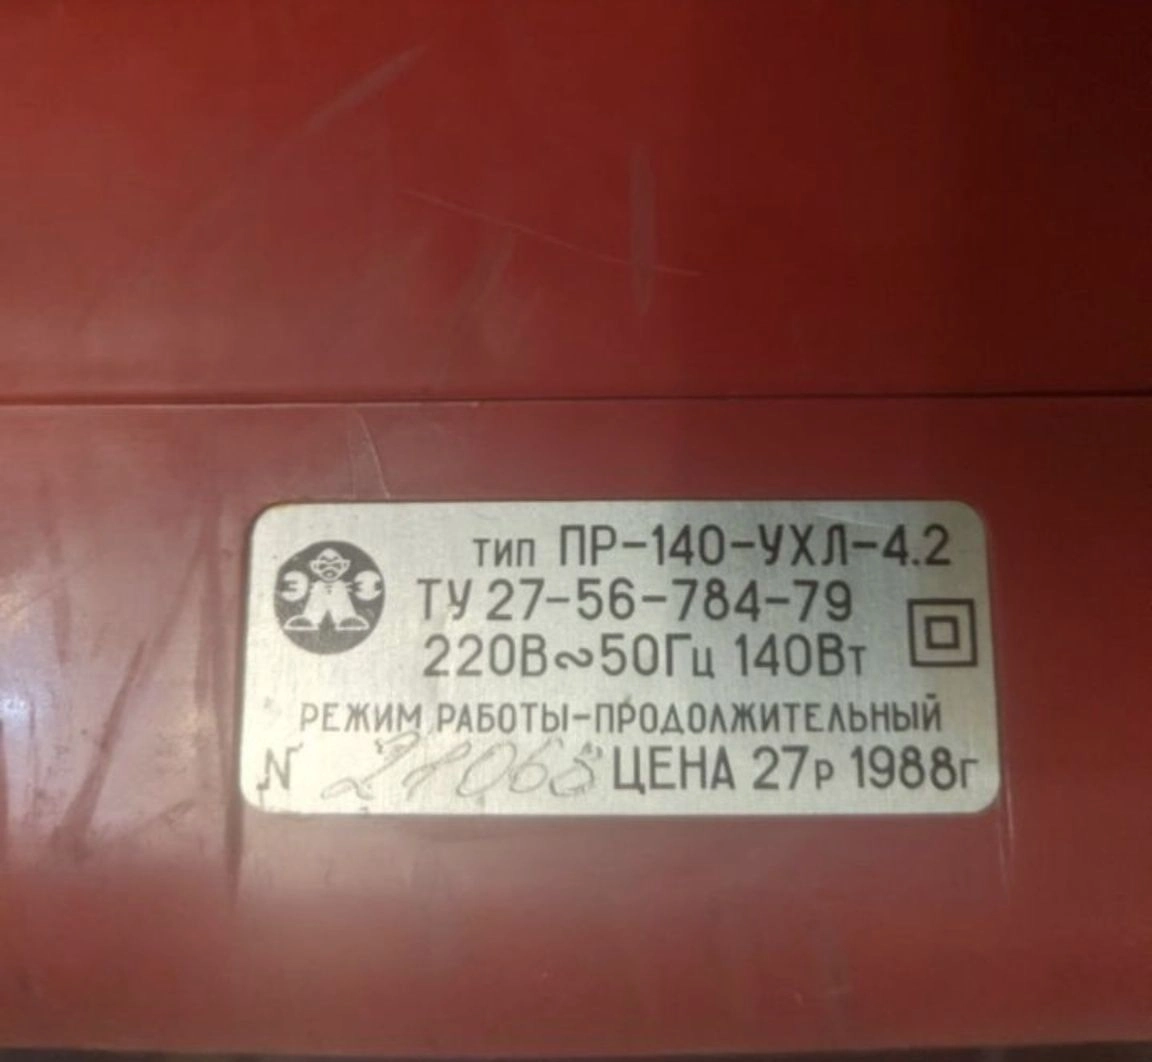 ЭЗ
тип ПР-140-УХЛ-4.2
ТУ 27-56-784-79
220В~50Гц 140Вт
РЕЖИМ РАБОТЫ-ПРОДОЛЖИТЕЛЬНЫЙ
N ЦЕНА 27р 1988г